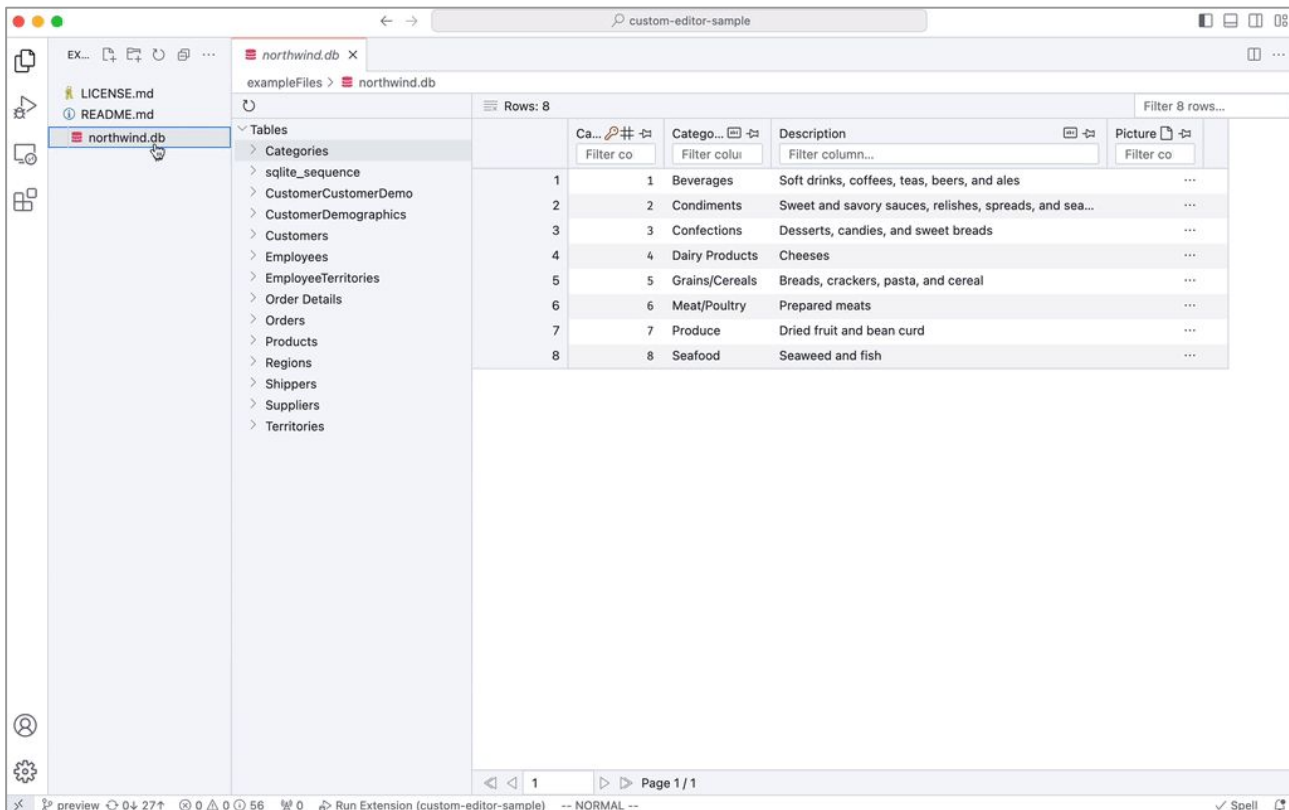 custom-editor-sample
EX...
northwind.db
exampleFiles > northwind.db
LICENSE.md
README.md
northwind.db
Tables
Categories
sqlite_sequence
CustomerCustomerDemo
CustomerDemographics
Customers
Employees
EmployeeTerritories
Order Details
Orders
Products
Regions
Shippers
Suppliers
Territories
Rows: 8
Filter 8 rows...
Ca... Catego... Description Picture
Filter co Filter colu Filter column... Filter co
1 1 Beverages Soft drinks, coffees, teas, beers, and ales ...
2 2 Condiments Sweet and savory sauces, relishes, spreads, and sea... ...
3 3 Confections Desserts, candies, and sweet breads ...
4 4 Dairy Products Cheeses ...
5 5 Grains/Cereals Breads, crackers, pasta, and cereal ...
6 6 Meat/Poultry Prepared meats ...
7 7 Produce Dried fruit and bean curd ...
8 8 Seafood Seaweed and fish ...
1 Page 1 / 1
preview 0↓ 27↑ 0 0 56 0 Run Extension (custom-editor-sample) -- NORMAL -- Spell